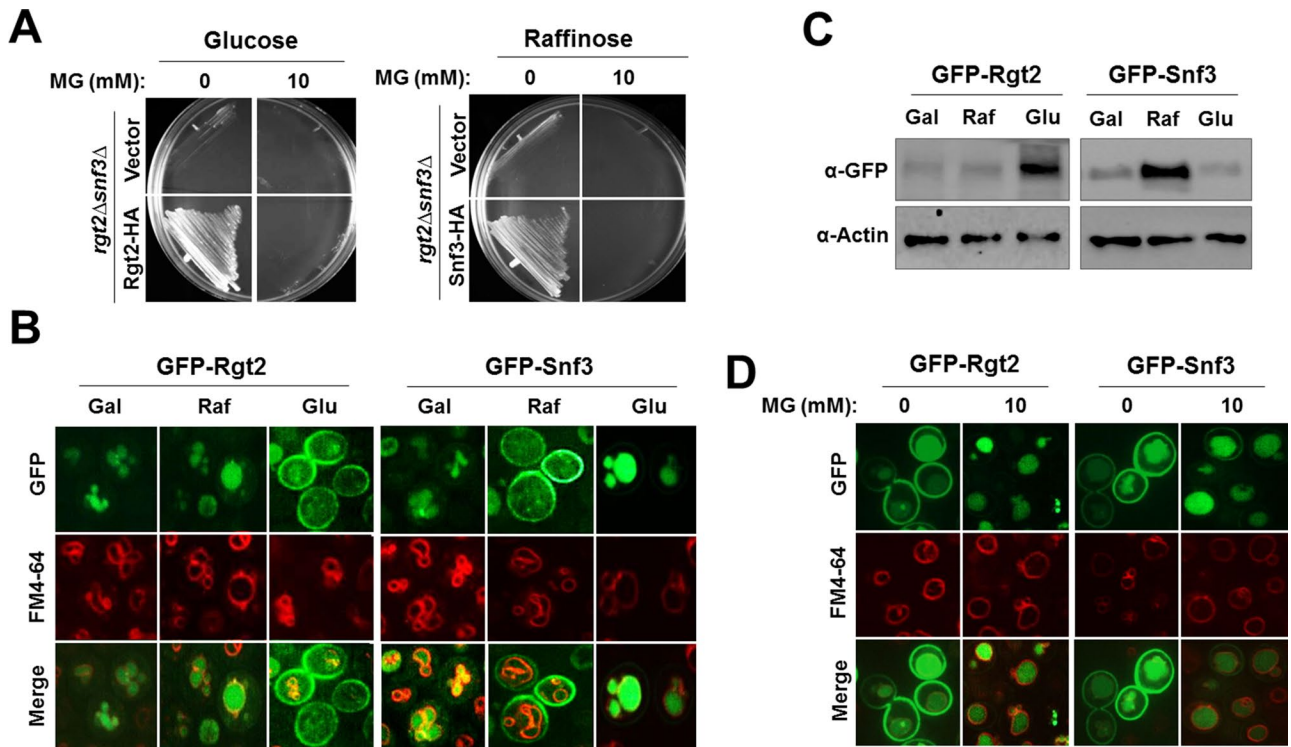 A
Glucose
MG (mM): 0 10
rgt2Δsnf3Δ
Vector
Rgt2-HA
Raffinose
MG (mM): 0 10
rgt2Δsnf3Δ
Vector
Snf3-HA
B
GFP-Rgt2 GFP-Snf3
Gal Raf Glu Gal Raf Glu
GFP
FM4-64
Merge
C
GFP-Rgt2 GFP-Snf3
Gal Raf Glu Gal Raf Glu
α-GFP
α-Actin
D
GFP-Rgt2 GFP-Snf3
MG (mM): 0 10 0 10
GFP
FM4-64
Merge